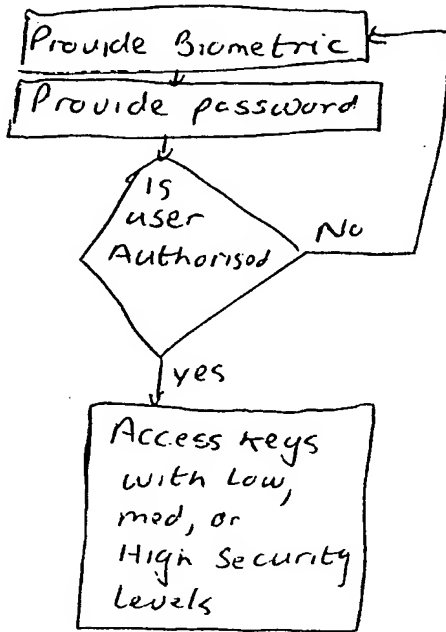 Provide Biometric
Provide password
Is
user
Authorised
No
yes
Access keys
with Low,
med, or
High Security
Levels